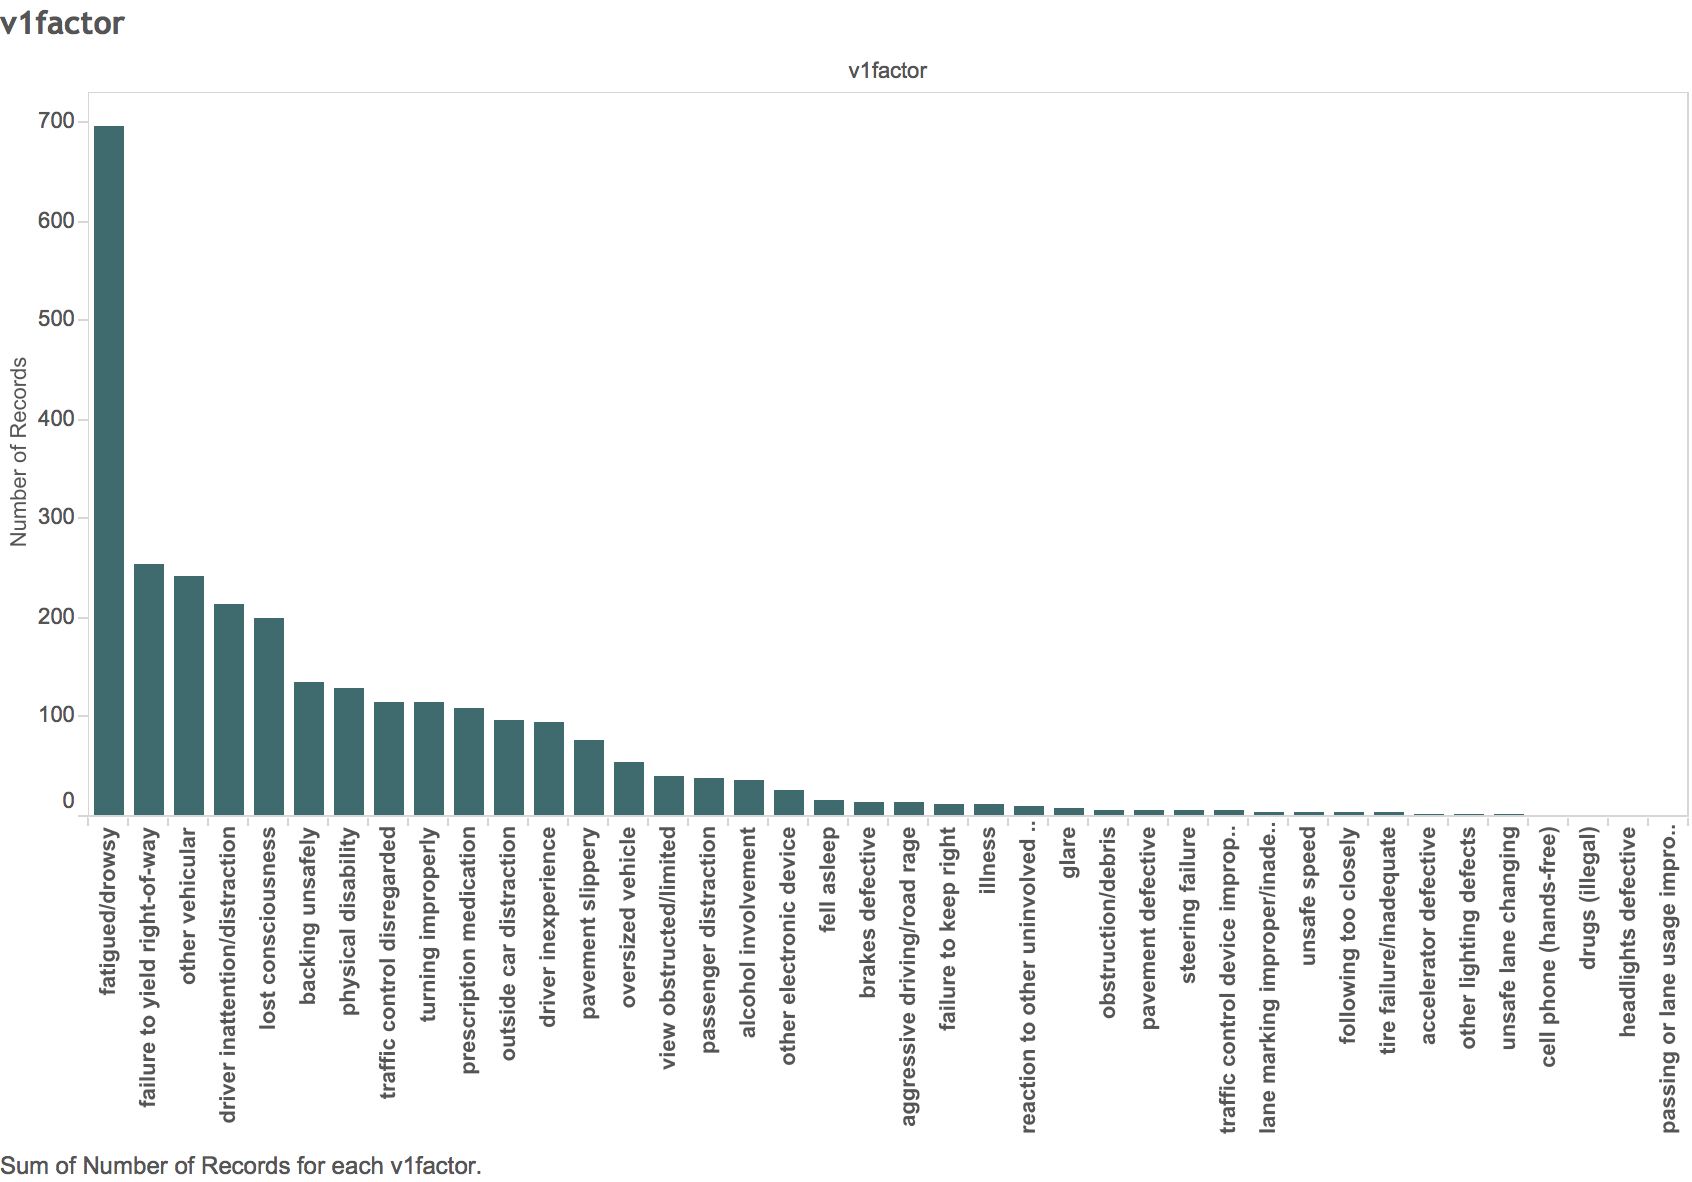 v1factor
v1factor
Number of Records
700
600
500
400
300
200
100
0
fatigued/drowsy
failure to yield right-of-way
other vehicular
driver inattention/distraction
lost consciousness
backing unsafely
physical disability
traffic control disregarded
turning improperly
prescription medication
outside car distraction
driver inexperience
pavement slippery
oversized vehicle
view obstructed/limited
passenger distraction
alcohol involvement
other electronic device
fell asleep
brakes defective
aggressive driving/road rage
failure to keep right
illness
reaction to other uninvolved ..
glare
obstruction/debris
pavement defective
steering failure
traffic control device improp..
lane marking improper/inade..
unsafe speed
following too closely
tire failure/inadequate
accelerator defective
other lighting defects
unsafe lane changing
cell phone (hands-free)
drugs (illegal)
headlights defective
passing or lane usage impro..
Sum of Number of Records for each v1factor.